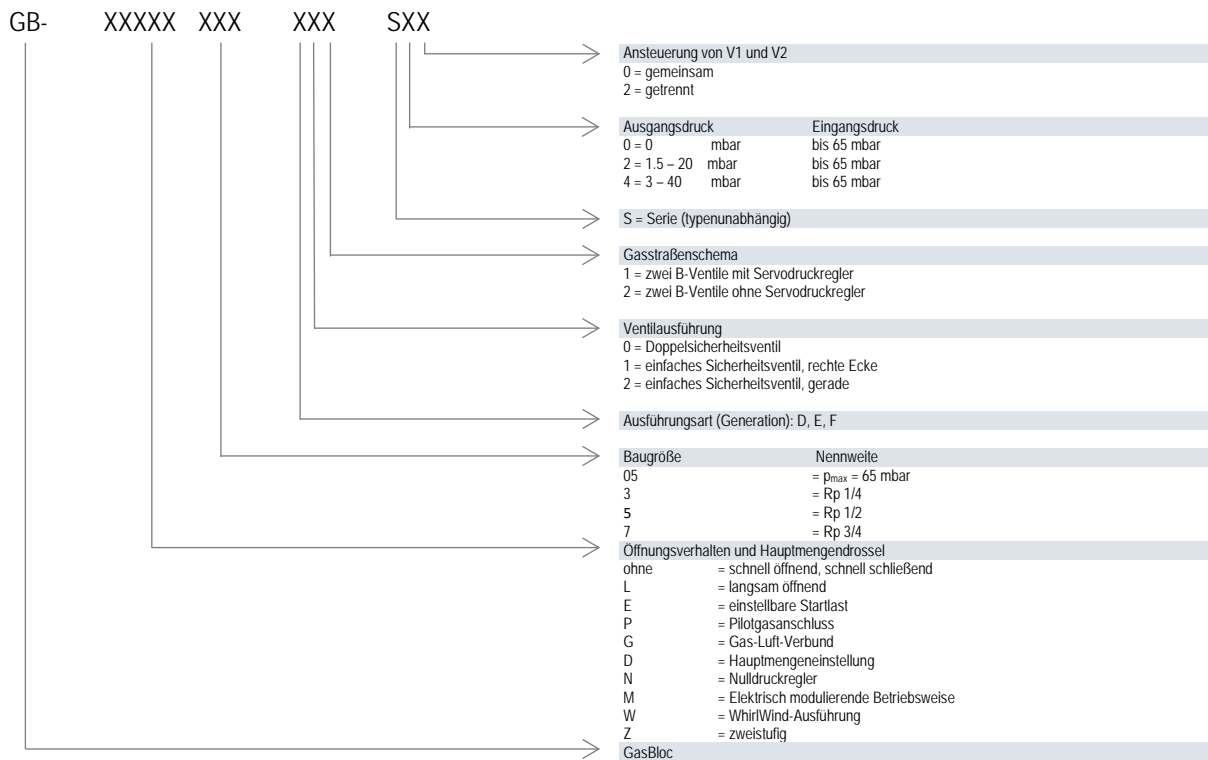 GB- XXXXX XXX XXX SXX
Ansteuerung von V1 und V2
0 = gemeinsam
2 = getrennt
Ausgangsdruck Eingangsdruck
0 = 0 mbar bis 65 mbar
2 = 1.5 – 20 mbar bis 65 mbar
4 = 3 – 40 mbar bis 65 mbar
S = Serie (typenunabhängig)
Gasstraßenschema
1 = zwei B-Ventile mit Servodruckregler
2 = zwei B-Ventile ohne Servodruckregler
Ventilausführung
0 = Doppelsicherheitsventil
1 = einfaches Sicherheitsventil, rechte Ecke
2 = einfaches Sicherheitsventil, gerade
Ausführungsart (Generation): D, E, F
Baugröße Nennweite
05 = pmax = 65 mbar
3 = Rp 1/4
5 = Rp 1/2
7 = Rp 3/4
Öffnungsverhalten und Hauptmengendrossel
ohne = schnell öffnend, schnell schließend
L = langsam öffnend
E = einstellbare Startlast
P = Pilotgasanschluss
G = Gas-Luft-Verbund
D = Hauptmengeneinstellung
N = Nulldruckregler
M = Elektrisch modulierende Betriebsweise
W = WhirlWind-Ausführung
Z = zweistufig
GasBloc